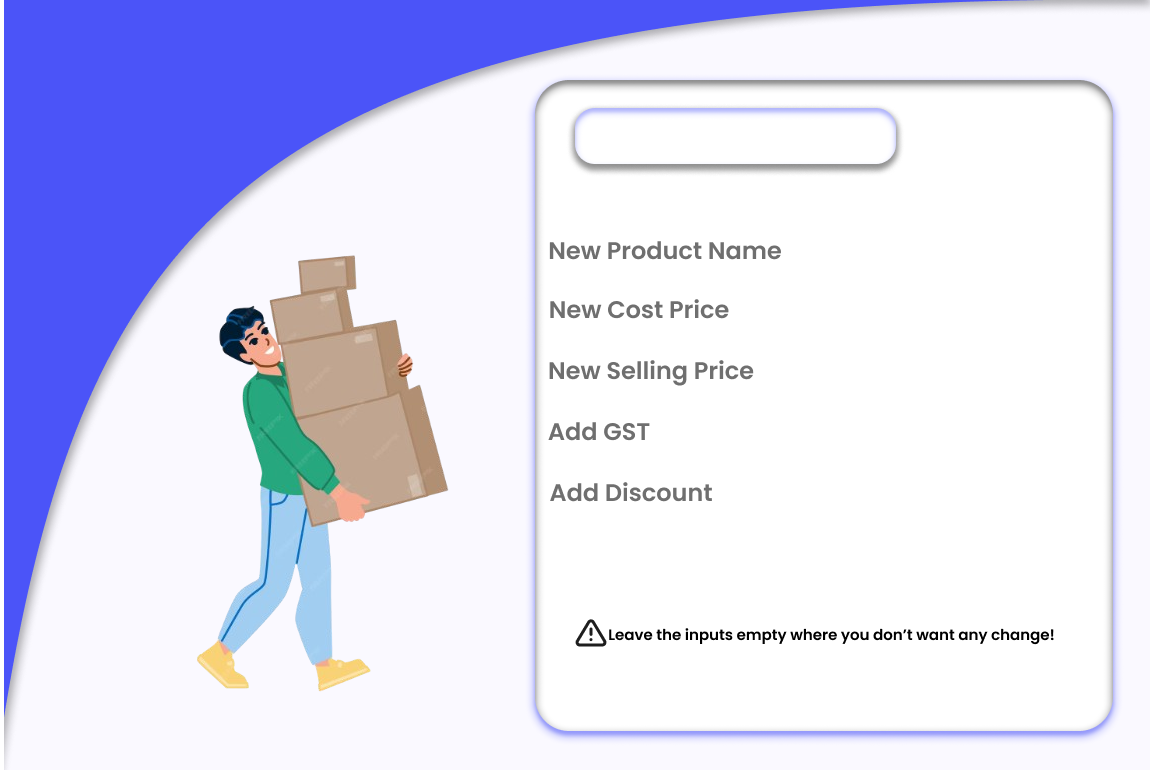 New Product Name
New Cost Price
New Selling Price
Add GST
Add Discount
Leave the inputs empty where you don’t want any change!